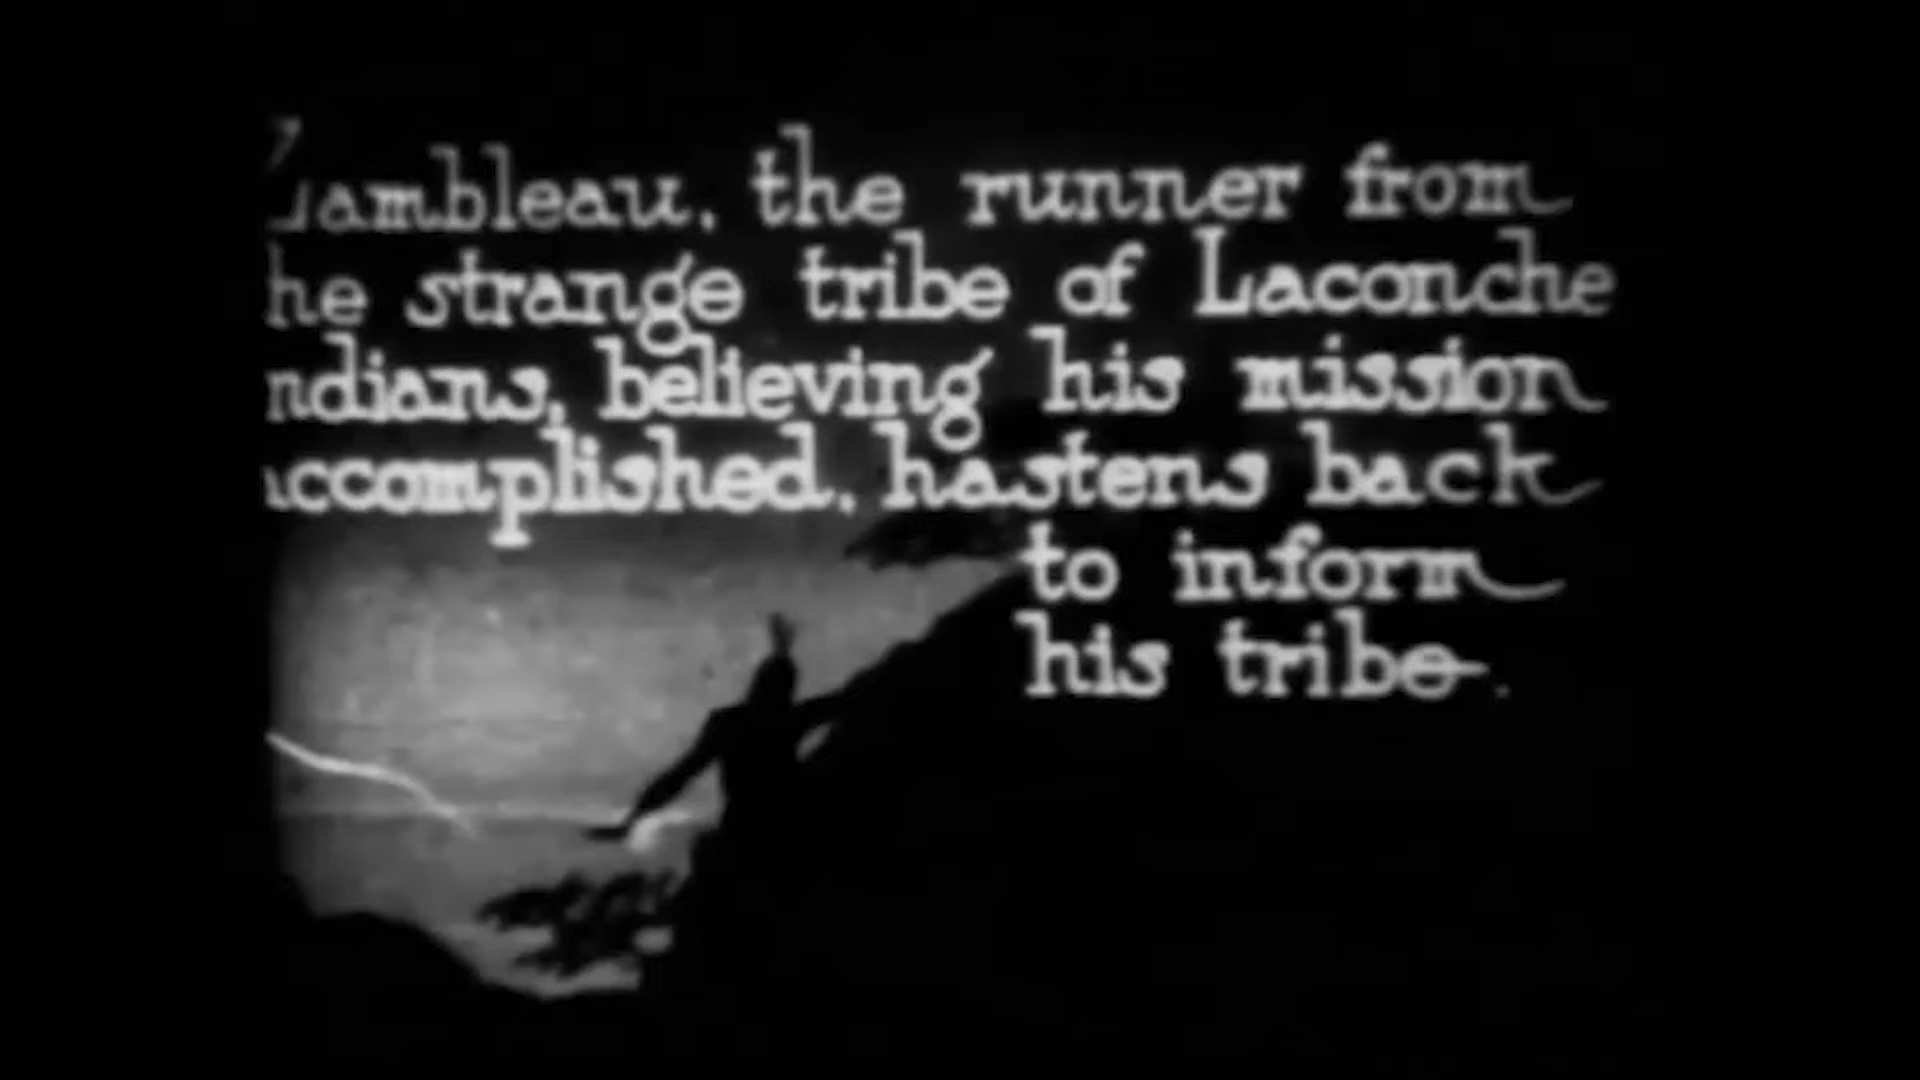 ambleau, the runner from
he strange tribe of Laconche
ndians, believing his mission
ccomplished, hastens back
to inform
his tribe.